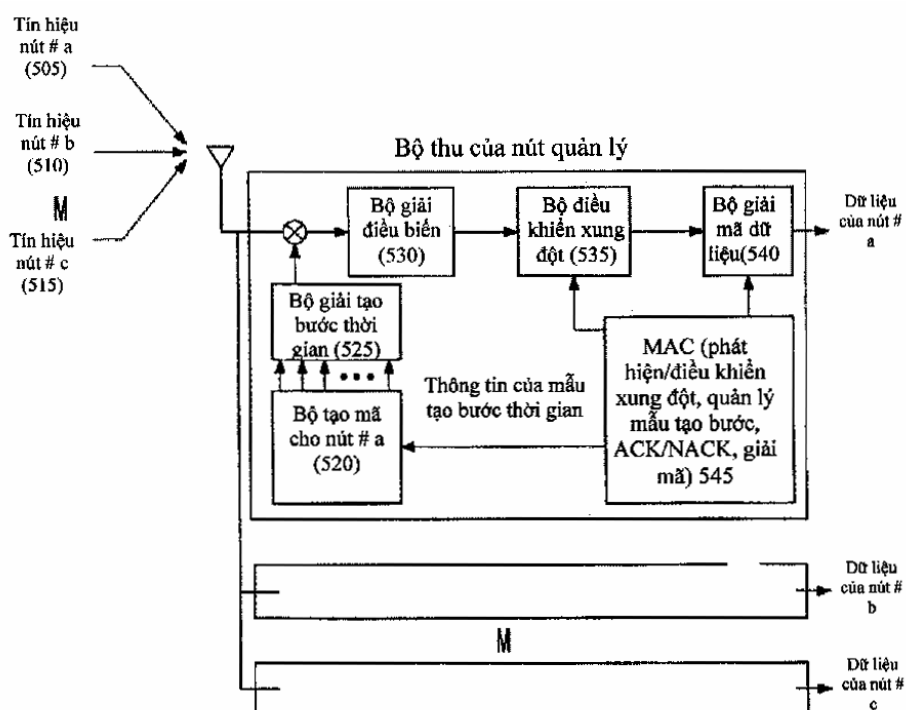 Tín hiệu
nút # a
(505)
Tín hiệu
nút # b
(510)
M
Tín hiệu
nút # c
(515)
Bộ thu của nút quản lý
Bộ giải
điều biến
(530)
Bộ điều
khiển xung
đột (535)
Bộ giải
mã dữ
liệu(540
Dữ liệu
của nút #
a
Bộ giải tạo
bước thời
gian (525)
Bộ tạo mã
cho nút # a
(520)
Thông tin của mẫu
tạo bước thời gian
MAC (phát
hiện/điều khiển
xung đột, quản lý
mẫu tạo bước,
ACK/NACK, giải
mã) 545
Dữ liệu
của nút #
b
M
Dữ liệu
của nút #
c